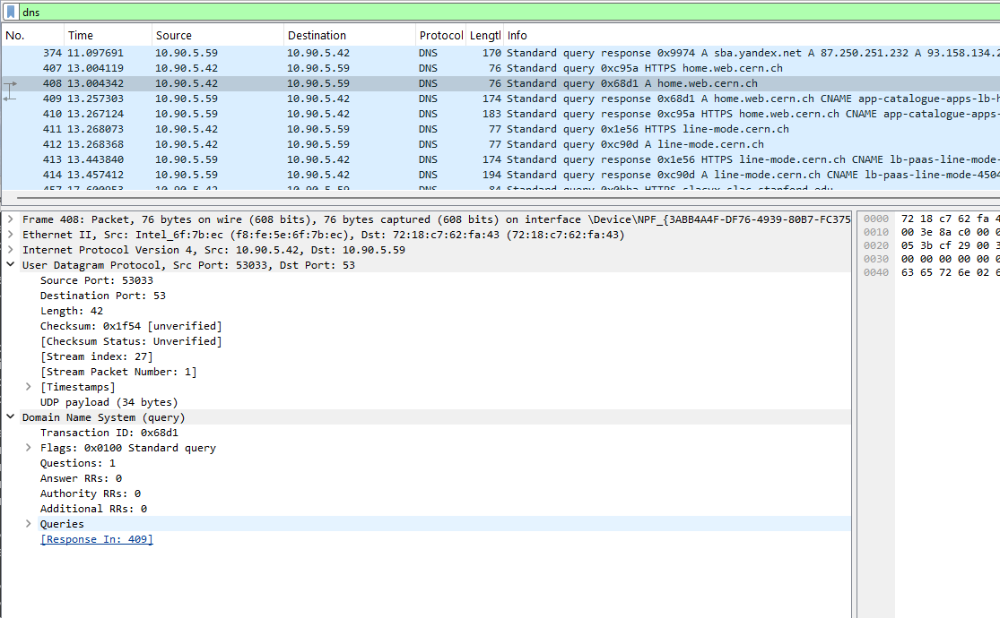 dns
No. Time Source Destination Protocol Lengtl Info
374 11.097691 10.90.5.59 10.90.5.42 DNS 170 Standard query response 0x9974 A sba.yandex.net A 87.250.251.232 A 93.158.134.2
407 13.004119 10.90.5.42 10.90.5.59 DNS 76 Standard query 0xc95a HTTPS home.web.cern.ch
408 13.004342 10.90.5.42 10.90.5.59 DNS 76 Standard query 0x68d1 A home.web.cern.ch
409 13.257303 10.90.5.59 10.90.5.42 DNS 174 Standard query response 0x68d1 A home.web.cern.ch CNAME app-catalogue-apps-lb-h
410 13.267124 10.90.5.59 10.90.5.42 DNS 183 Standard query response 0xc95a HTTPS home.web.cern.ch CNAME app-catalogue-apps-
411 13.268073 10.90.5.42 10.90.5.59 DNS 77 Standard query 0x1e56 HTTPS line-mode.cern.ch
412 13.268368 10.90.5.42 10.90.5.59 DNS 77 Standard query 0xc90d A line-mode.cern.ch
413 13.443840 10.90.5.59 10.90.5.42 DNS 174 Standard query response 0x1e56 HTTPS line-mode.cern.ch CNAME lb-paas-line-mode-
414 13.457412 10.90.5.59 10.90.5.42 DNS 194 Standard query response 0xc90d A line-mode.cern.ch CNAME lb-paas-line-mode-4504
Frame 408: Packet, 76 bytes on wire (608 bits), 76 bytes captured (608 bits) on interface \Device\NPF_{3ABB4A4F-DF76-4939-80B7-FC375
Ethernet II, Src: Intel_6f:7b:ec (f8:fe:5e:6f:7b:ec), Dst: 72:18:c7:62:fa:43 (72:18:c7:62:fa:43)
Internet Protocol Version 4, Src: 10.90.5.42, Dst: 10.90.5.59
User Datagram Protocol, Src Port: 53033, Dst Port: 53
Source Port: 53033
Destination Port: 53
Length: 42
Checksum: 0x1f54 [unverified]
[Checksum Status: Unverified]
[Stream index: 27]
[Stream Packet Number: 1]
[Timestamps]
UDP payload (34 bytes)
Domain Name System (query)
Transaction ID: 0x68d1
Flags: 0x0100 Standard query
Questions: 1
Answer RRs: 0
Authority RRs: 0
Additional RRs: 0
Queries
[Response In: 409]
0000 72 18 c7 62 fa 4
0010 00 3e 8a c0 00 0
0020 05 3b cf 29 00 3
0030 00 00 00 00 00 0
0040 63 65 72 6e 02 6